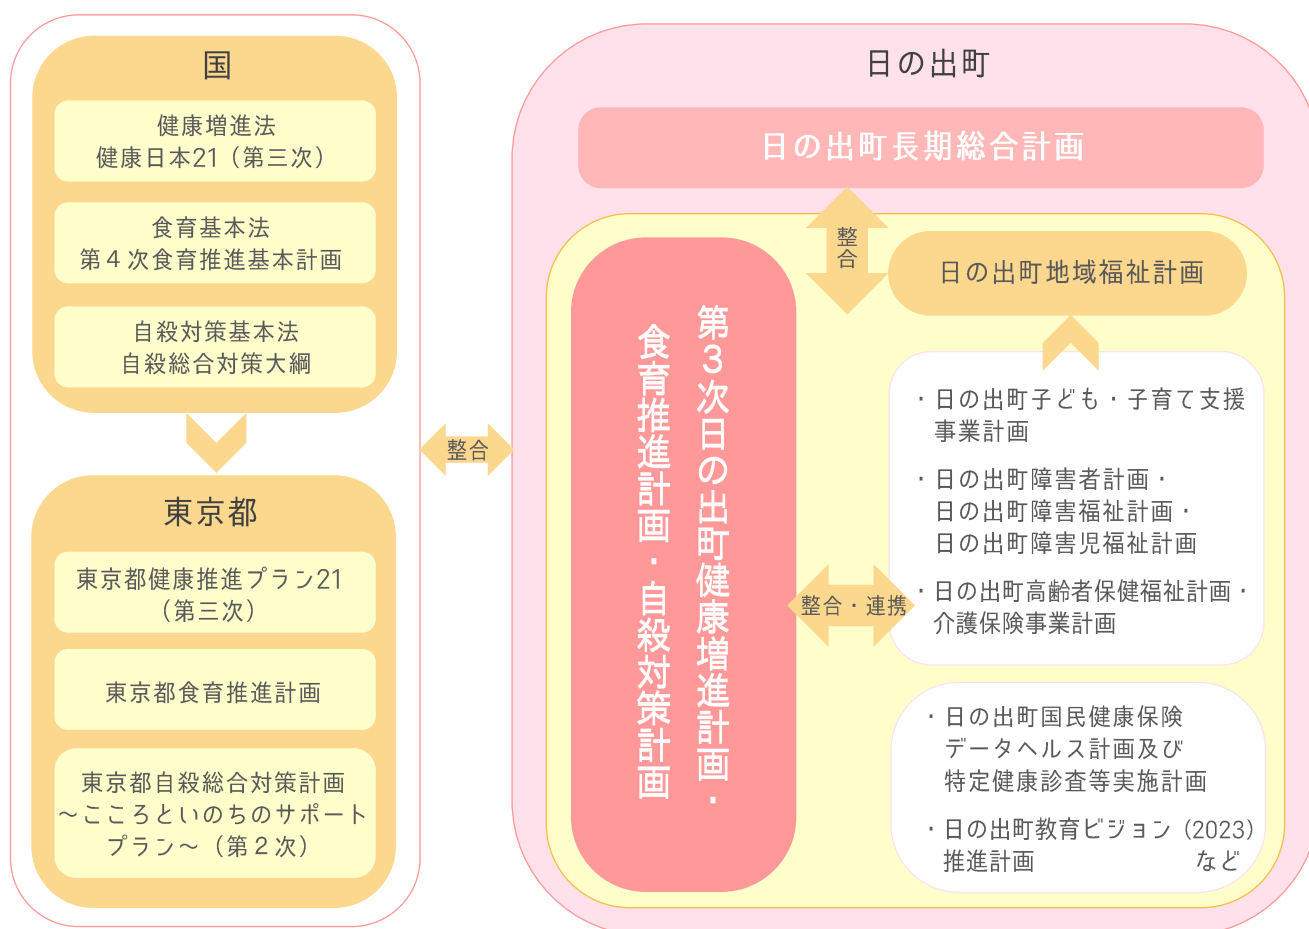 国
健康増進法
健康日本21（第三次）
食育基本法
第４次食育推進基本計画
自殺対策基本法
自殺総合対策大綱
東京都
東京都健康推進プラン21
（第三次）
東京都食育推進計画
東京都自殺総合対策計画
～こころといのちのサポート
プラン～（第２次）
整合
日の出町
日の出町長期総合計画
整合
第３次日の出町健康増進計画・
食育推進計画・自殺対策計画
日の出町地域福祉計画
・日の出町子ども・子育て支援
事業計画
・日の出町障害者計画・
日の出町障害福祉計画・
日の出町障害児福祉計画
・日の出町高齢者保健福祉計画・
介護保険事業計画
整合・連携
・日の出町国民健康保険
データヘルス計画及び
特定健康診査等実施計画
・日の出町教育ビジョン（2023）
推進計画 など